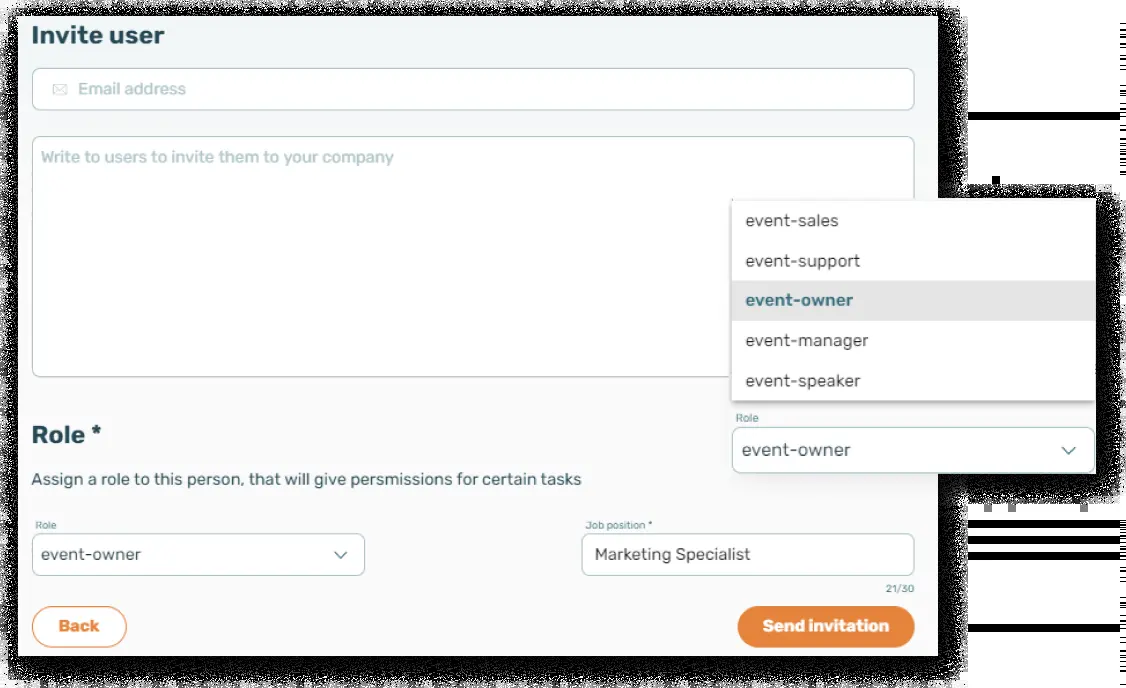 Invite user
Email address
Write to users to invite them to your company
event-sales
event-support
event-owner
event-manager
event-speaker
Role
event-owner
Role *
Assign a role to this person, that will give persmissions for certain tasks
Role
event-owner
Job position *
Marketing Specialist
21/30
Back
Send invitation